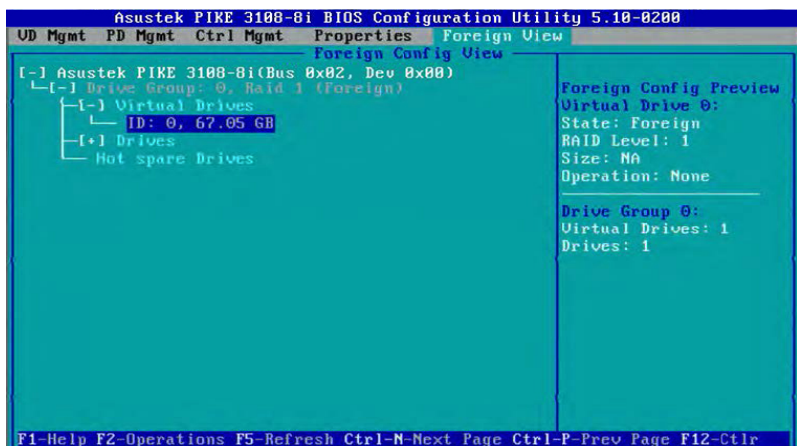 Asustek PIKE 3108-8i BIOS Configuration Utility 5.10-0200
VD Mgmt PD Mgmt Ctrl Mgmt Properties Foreign View
Foreign Config View
[-] Asustek PIKE 3108-8i(Bus 0x02, Dev 0x00)
[-] Drive Group: 0, Raid 1 (Foreign)
[-] Virtual Drives
ID: 0, 67.05 GB
[+] Drives
Hot spare Drives
Foreign Config Preview
Virtual Drive 0:
State: Foreign
RAID Level: 1
Size: NA
Operation: None
Drive Group 0:
Virtual Drives: 1
Drives: 1
F1-Help F2-Operations F5-Refresh Ctrl-N-Next Page Ctrl-P-Prev Page F12-Ctlr